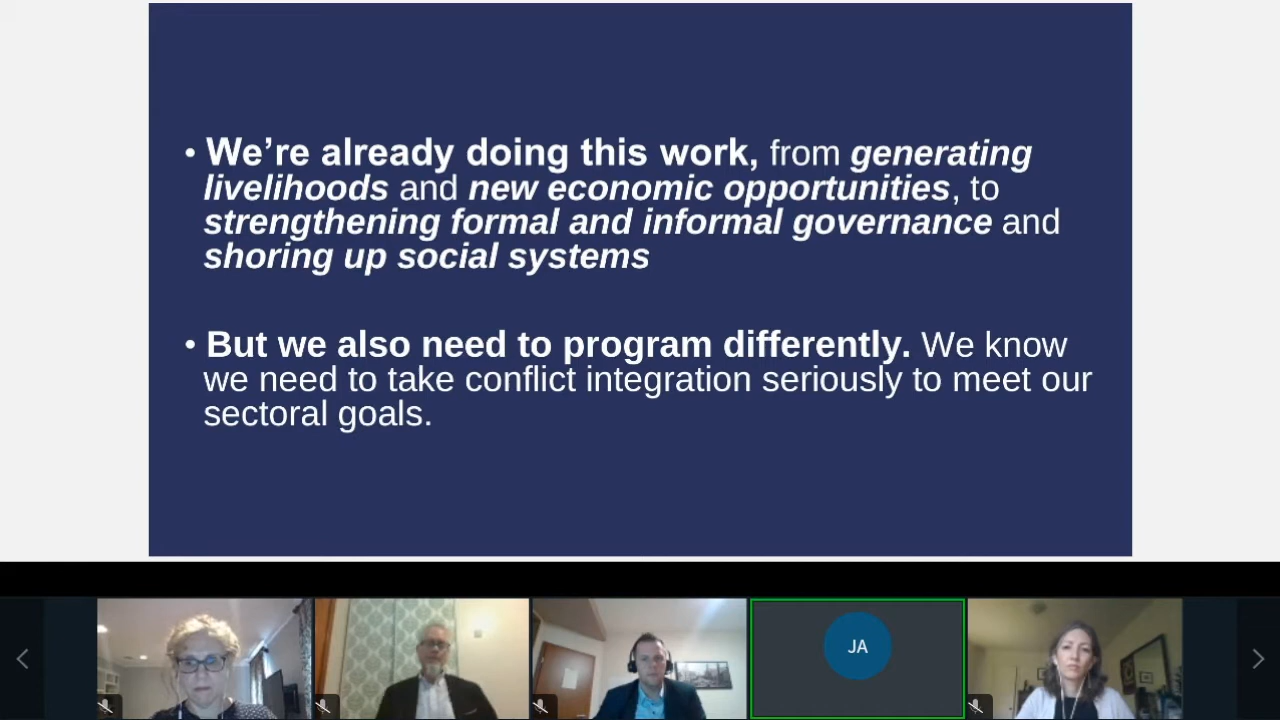 • We're already doing this work, from generating
livelihoods and new economic opportunities, to
strengthening formal and informal governance and
shoring up social systems
• But we also need to program differently. We know
we need to take conflict integration seriously to meet our
sectoral goals.
JA